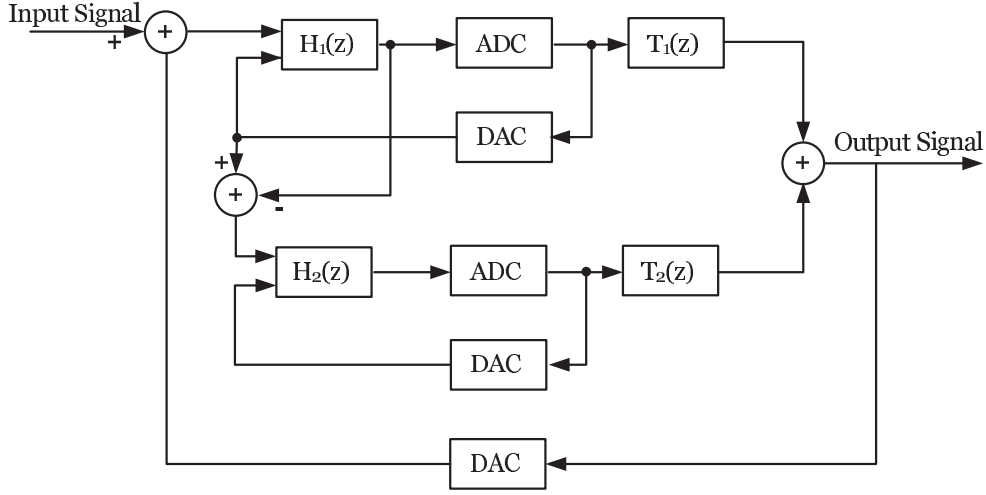 Input Signal
+
+
H₁(z)
ADC
T₁(z)
DAC
+
+
-
+
Output Signal
H₂(z)
ADC
T₂(z)
DAC
DAC